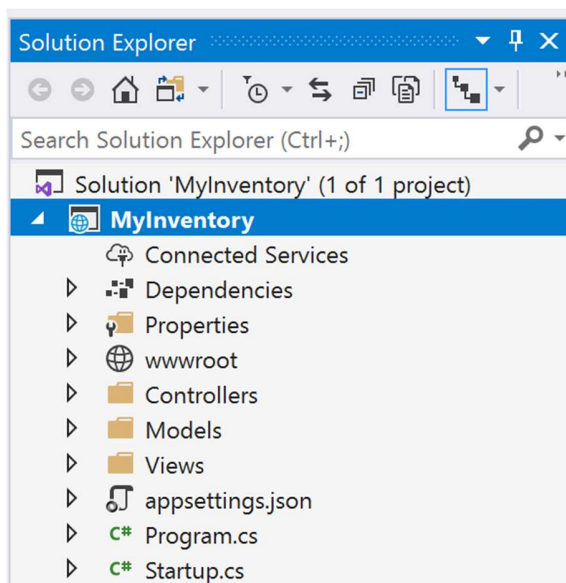 Solution Explorer
Search Solution Explorer (Ctrl+;)
Solution 'MyInventory' (1 of 1 project)
MyInventory
Connected Services
Dependencies
Properties
wwwroot
Controllers
Models
Views
appsettings.json
C# Program.cs
C# Startup.cs